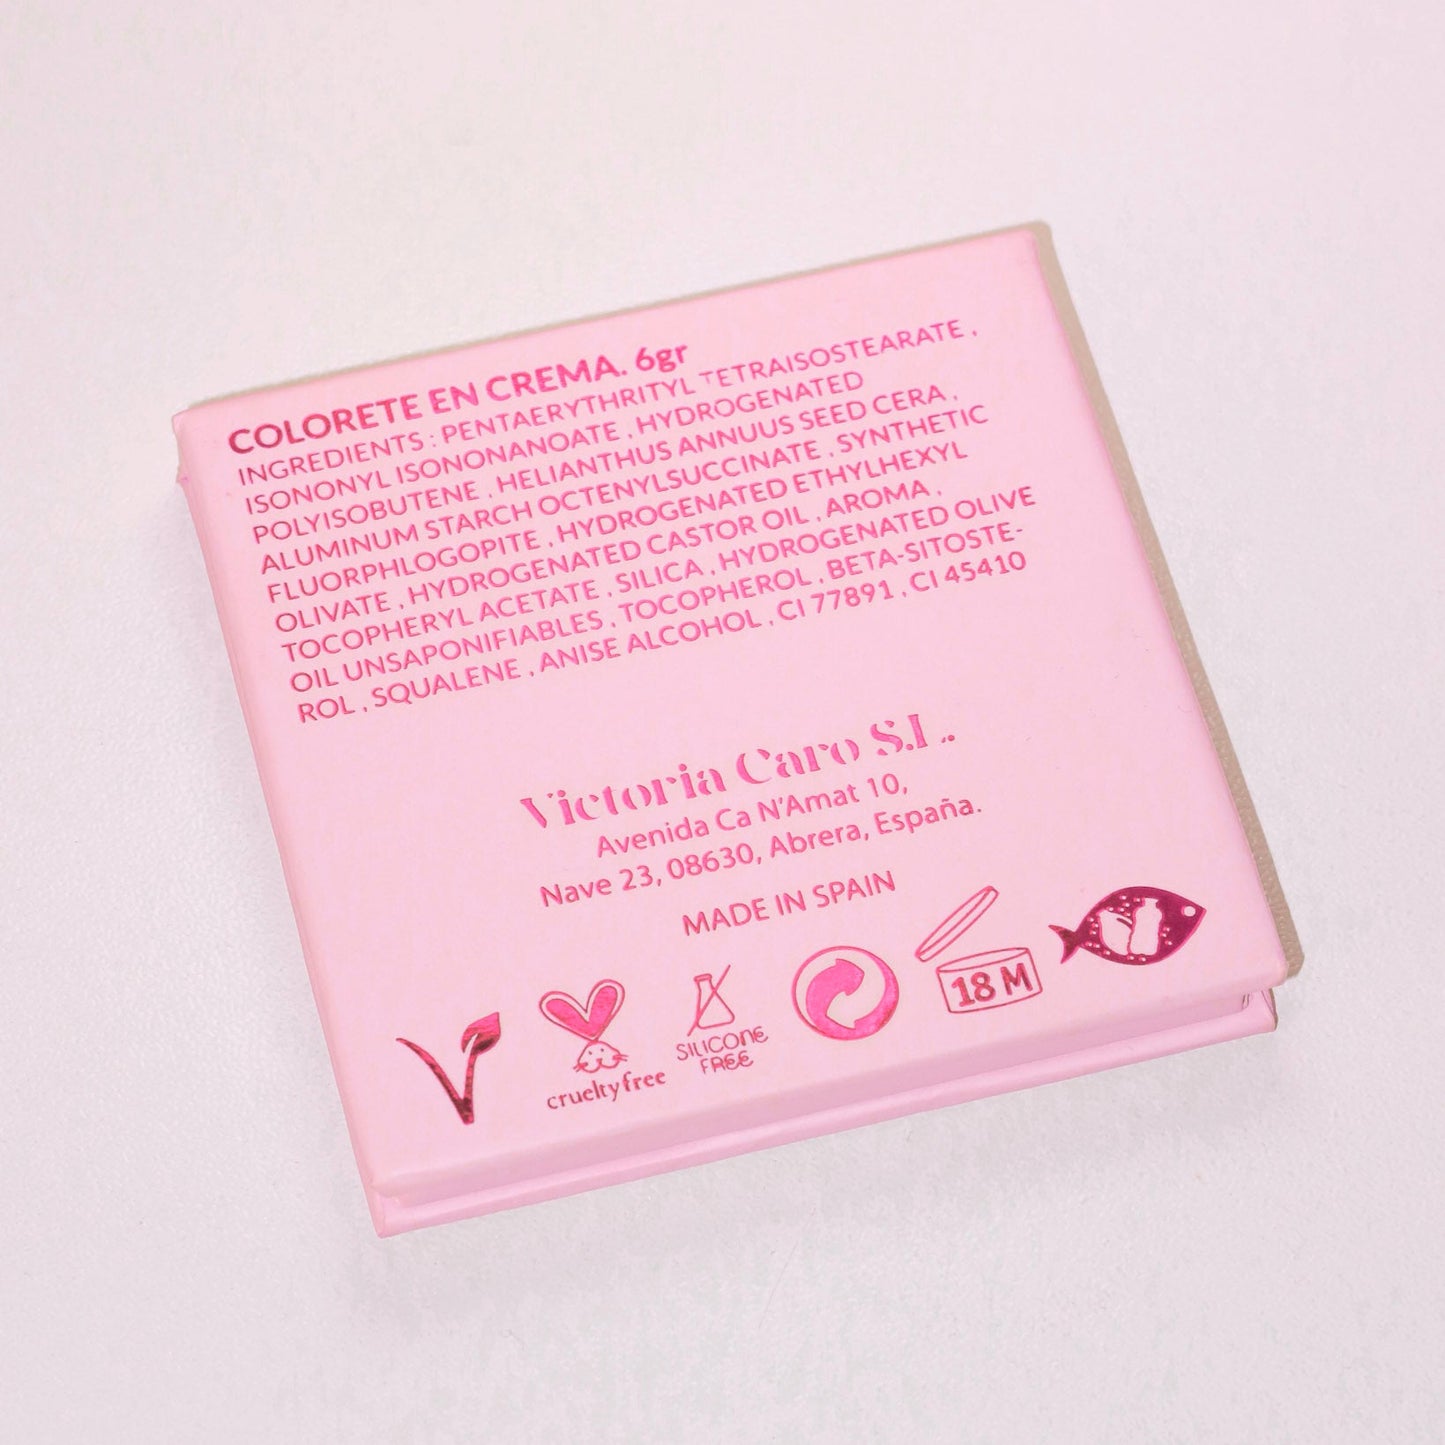 COLORETE EN CREMA. 6gr
INGREDIENTS : PENTAERYTHRITYL TETRAISOSTEARATE ,
ISONONYL ISONONANOATE , HYDROGENATED
POLYISOBUTENE , HELIANTHUS ANNUUS SEED CERA ,
ALUMINUM STARCH OCTENYLSUCCINATE , SYNTHETIC
FLUORPHLOGOPITE , HYDROGENATED ETHYLHEXYL
OLIVATE , HYDROGENATED CASTOR OIL , AROMA ,
TOCOPHERYL ACETATE , SILICA , HYDROGENATED OLIVE
OIL UNSAPONIFIABLES , TOCOPHEROL , BETA-SITOSTE-
ROL , SQUALENE , ANISE ALCOHOL , CI 77891 , CI 45410
Victoria Caro S.L.
Avenida Ca N'Amat 10,
Nave 23, 08630, Abrera, España.
MADE IN SPAIN
18 M
SILICONE
FREE
cruelty free